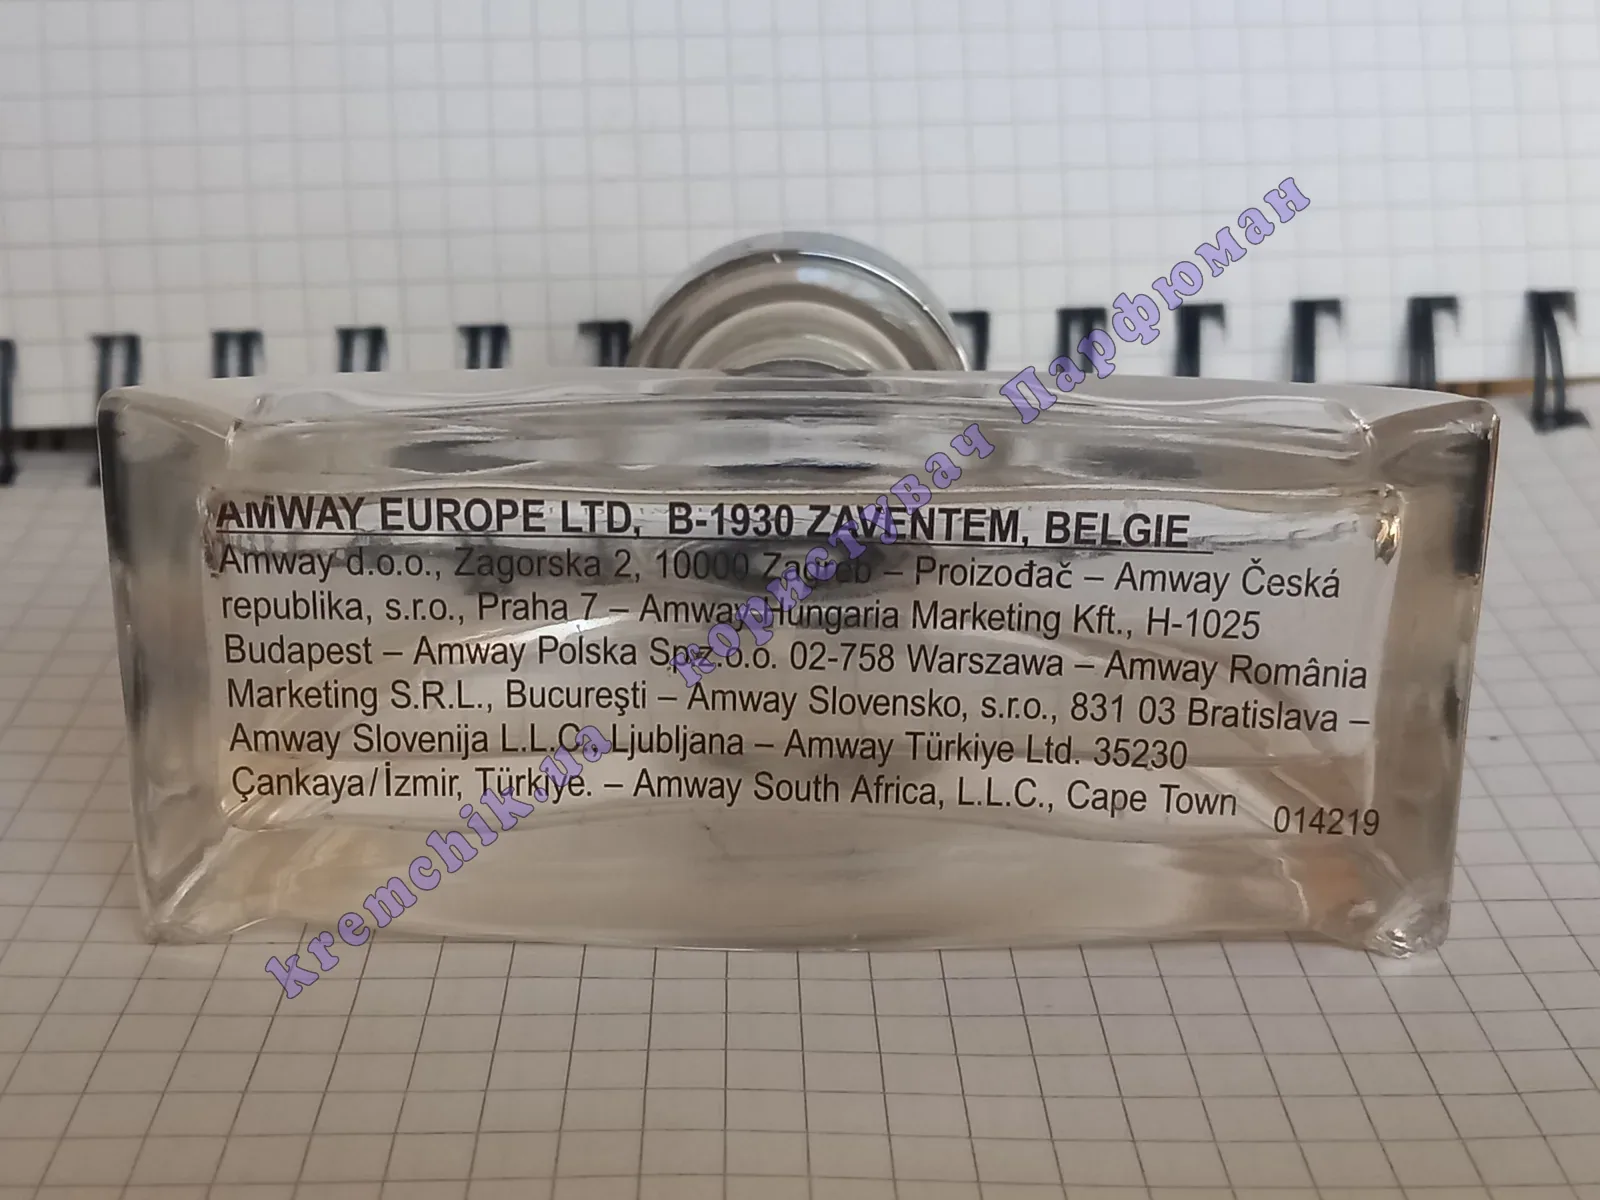 AMWAY EUROPE LTD, B-1930 ZAVENTEM, BELGIE
Amway d.o.o., Zagorska 2, 10000 Zagreb – Proizođač – Amway Česká
republika, s.r.o., Praha 7 – Amway Hungaria Marketing Kft., H-1025
Budapest – Amway Polska Sp.z.o.o. 02-758 Warszawa – Amway România
Marketing S.R.L., Bucureşti – Amway Slovensko, s.r.o., 831 03 Bratislava –
Amway Slovenija L.L.C., Ljubljana – Amway Türkiye Ltd. 35230
Çankaya/İzmir, Türkiye. – Amway South Africa, L.L.C., Cape Town
014219
kremchik.ua користувач Парфюман